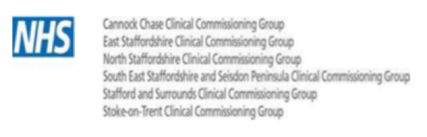 NHS
Cannock Chase Clinical Commissioning Group
East Staffordshire Clinical Commissioning Group
North Staffordshire Clinical Commissioning Group
South East Staffordshire and Seisdon Peninsula Clinical Commissioning Group
Stafford and Surrounds Clinical Commissioning Group
Stoke-on-Trent Clinical Commissioning Group